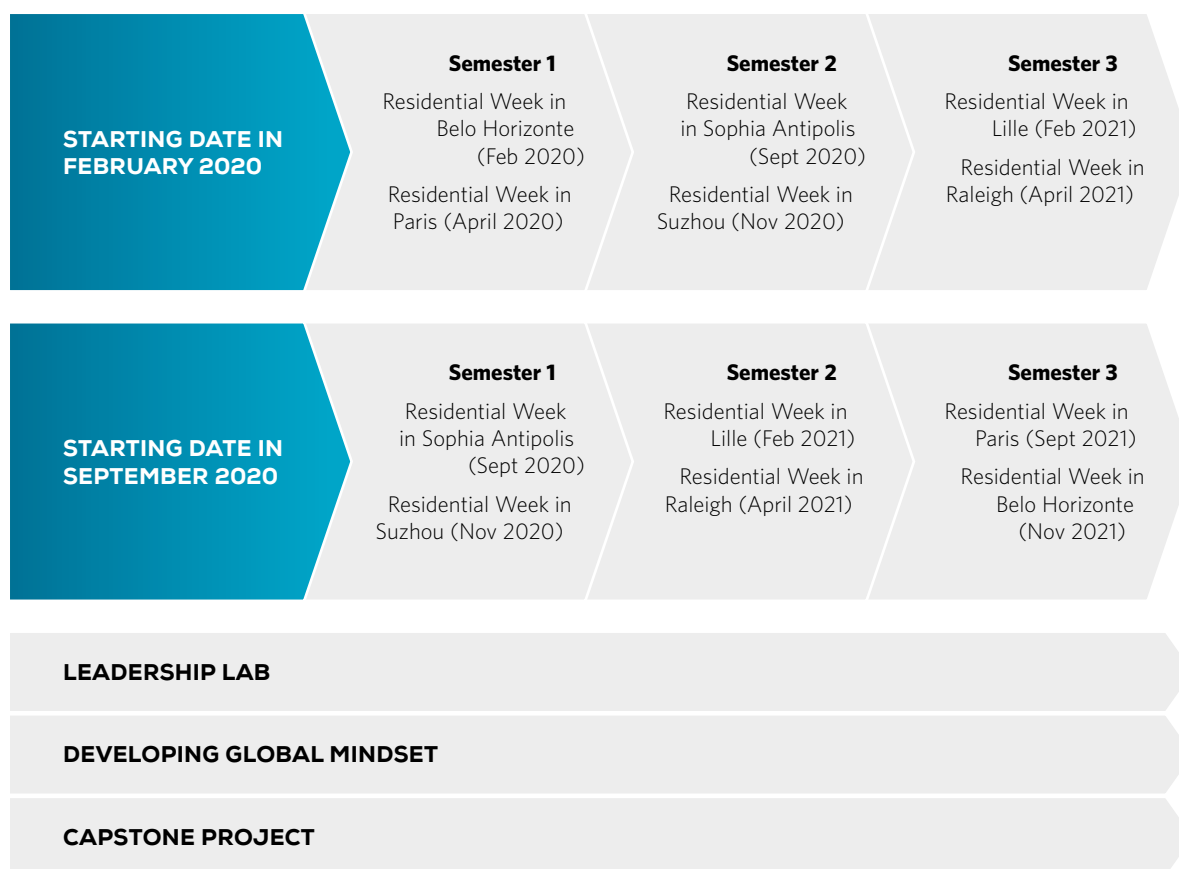 STARTING DATE IN
FEBRUARY 2020
Semester 1
Residential Week in
Belo Horizonte
(Feb 2020)
Residential Week in
Paris (April 2020)
Semester 2
Residential Week
in Sophia Antipolis
(Sept 2020)
Residential Week in
Suzhou (Nov 2020)
Semester 3
Residential Week in
Lille (Feb 2021)
Residential Week in
Raleigh (April 2021)
STARTING DATE IN
SEPTEMBER 2020
Semester 1
Residential Week
in Sophia Antipolis
(Sept 2020)
Residential Week in
Suzhou (Nov 2020)
Semester 2
Residential Week in
Lille (Feb 2021)
Residential Week in
Raleigh (April 2021)
Semester 3
Residential Week in
Paris (Sept 2021)
Residential Week in
Belo Horizonte
(Nov 2021)
LEADERSHIP LAB
DEVELOPING GLOBAL MINDSET
CAPSTONE PROJECT